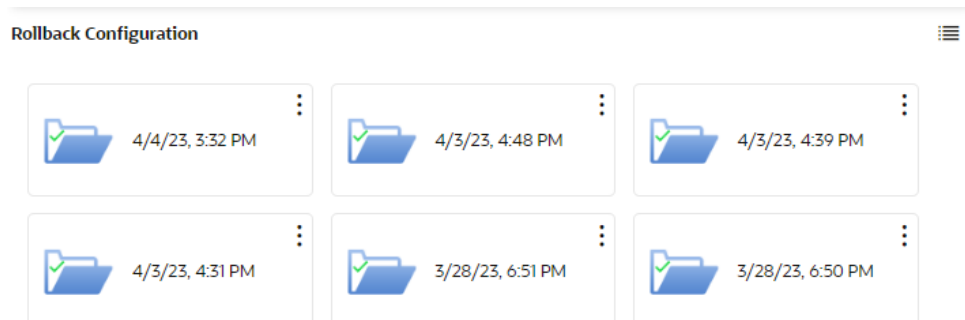 Rollback Configuration
4/4/23, 3:32 PM
4/3/23, 4:48 PM
4/3/23, 4:39 PM
4/3/23, 4:31 PM
3/28/23, 6:51 PM
3/28/23, 6:50 PM